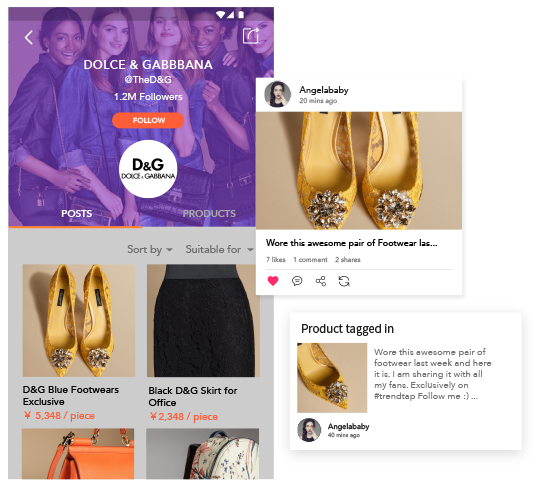 DOLCE & GABBBANA
@TheD&G
1.2M Followers
FOLLOW
D&G
DOLCE & GABBANA
POSTS
PRODUCTS
Sort by
Suitable for
D&G Blue Footwears
Exclusive
¥ 5,348 / piece
Black D&G Skirt for
Office
¥ 2,348 / piece
Angelababy
20 mins ago
Wore this awesome pair of Footwear las...
7 likes 1 comment 2 shares
Product tagged in
Wore this awesome pair of
footwear last week and here
it is. I am sharing it with all
my fans. Exclusively on
#trendtap Follow me :) ...
Angelababy
40 mins ago